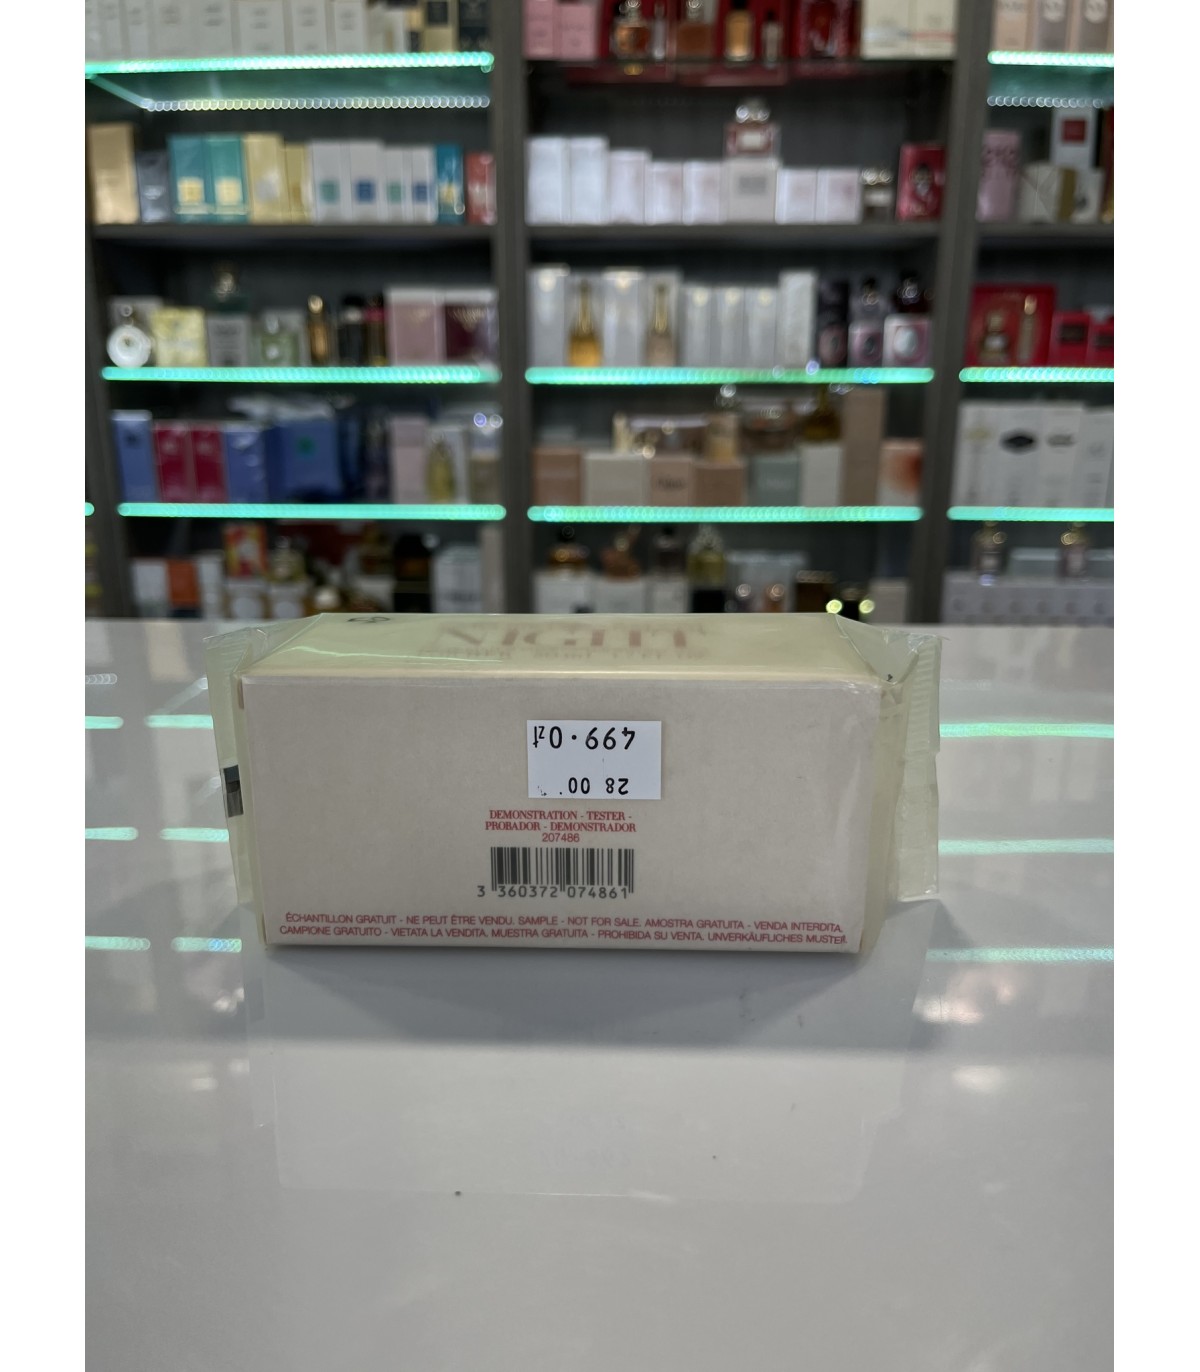 NIGHT
499.0zł
28 00.
DEMONSTRATION - TESTER -
PROBADOR - DEMONSTRADOR
207486
3 360372 074861
ÉCHANTILLON GRATUIT - NE PEUT ÊTRE VENDU. SAMPLE - NOT FOR SALE. AMOSTRA GRATUITA - VENDA INTERDITA.
CAMPIONE GRATUITO - VIETATA LA VENDITA. MUESTRA GRATUITA - PROHIBIDA SU VENTA. UNVERKÄUFLICHES MUSTER.